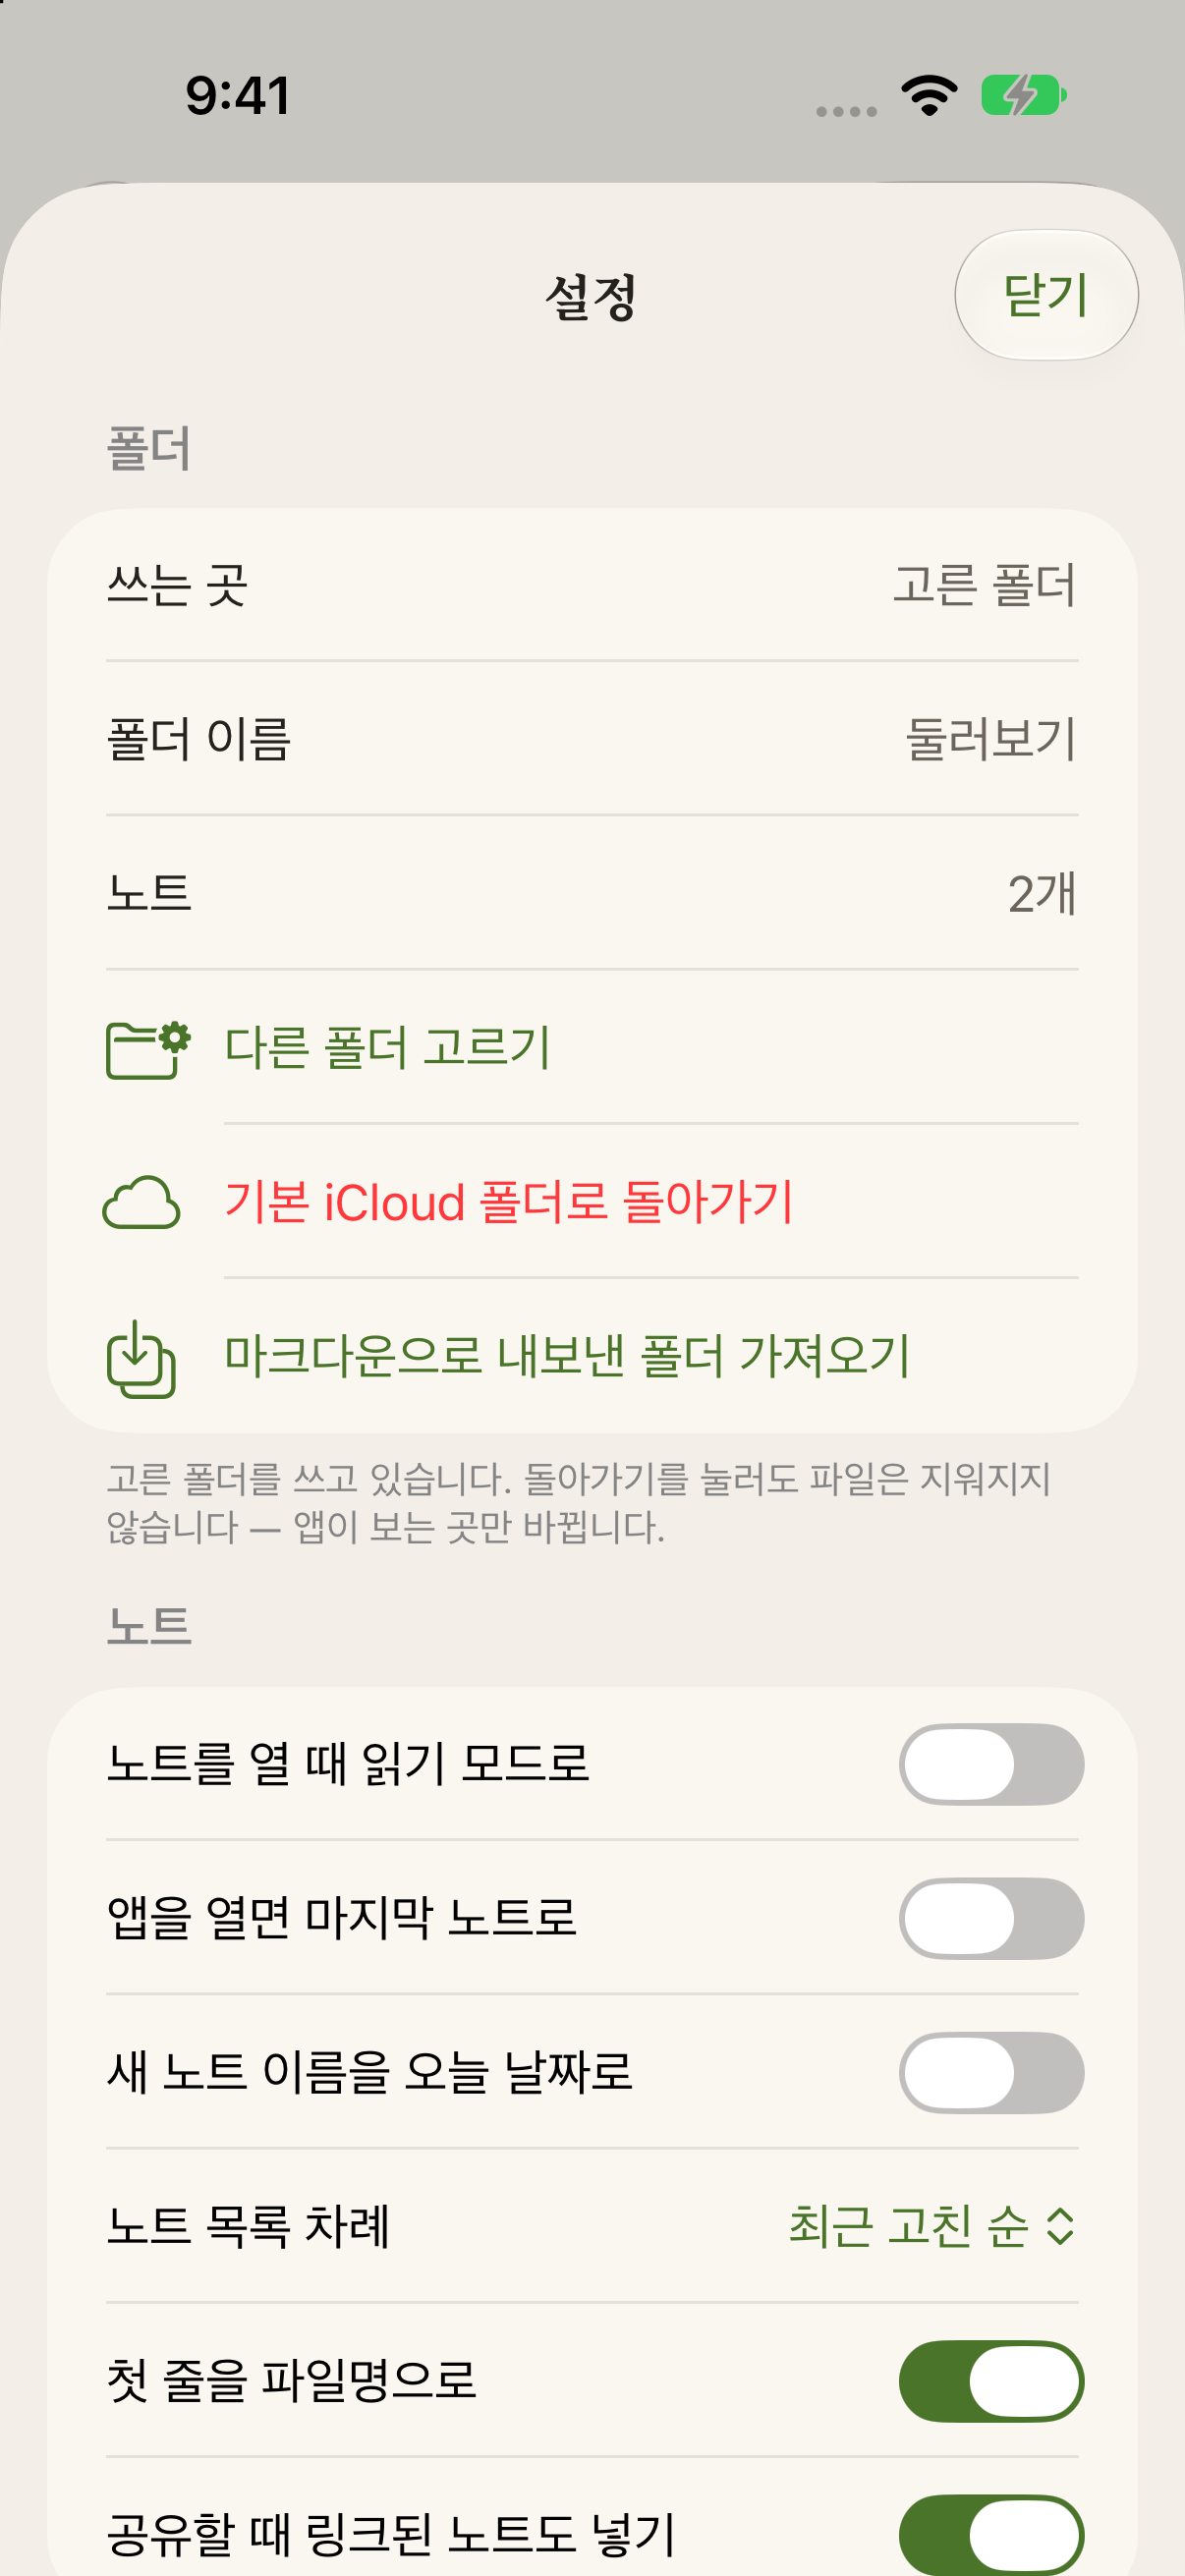 9:41
설정
닫기
폴더
쓰는 곳
고른 폴더
폴더 이름
둘러보기
노트
2개
다른 폴더 고르기
기본 iCloud 폴더로 돌아가기
마크다운으로 내보낸 폴더 가져오기
고른 폴더를 쓰고 있습니다. 돌아가기를 눌러도 파일은 지워지지
않습니다 — 앱이 보는 곳만 바뀝니다.
노트
노트를 열 때 읽기 모드로
앱을 열면 마지막 노트로
새 노트 이름을 오늘 날짜로
노트 목록 차례
최근 고친 순
첫 줄을 파일명으로
공유할 때 링크된 노트도 넣기